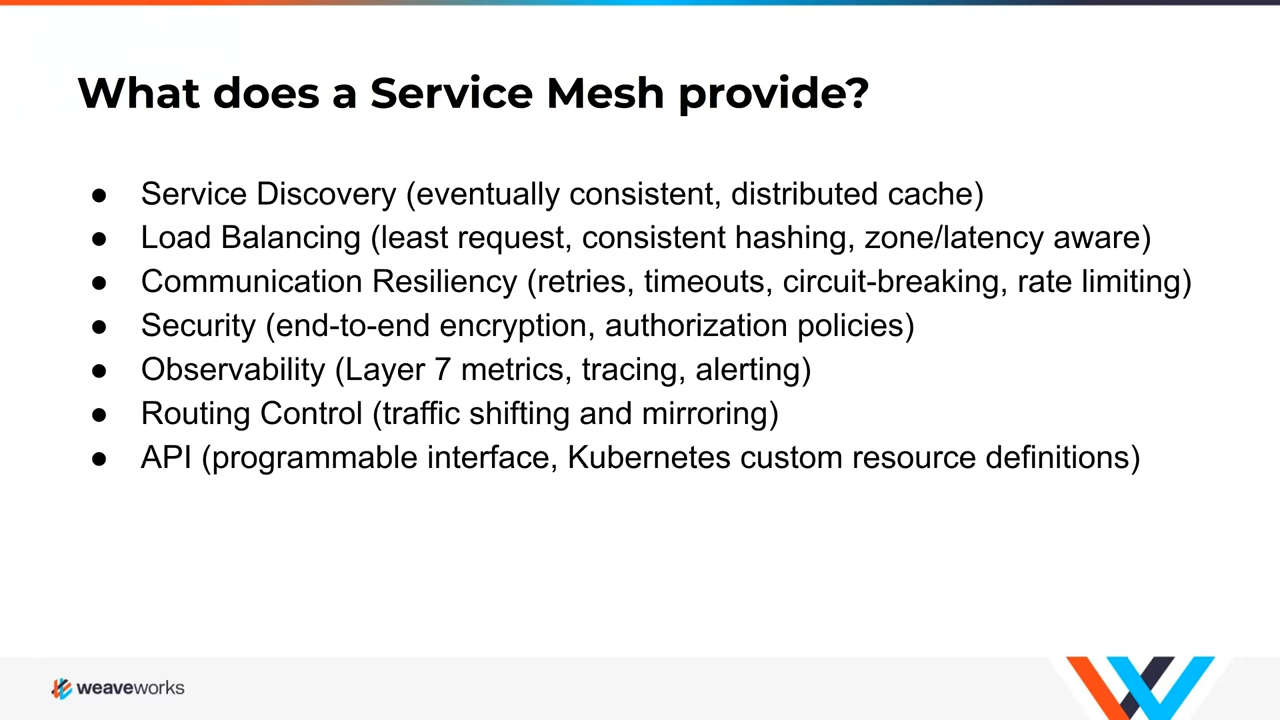 What does a Service Mesh provide?
● Service Discovery (eventually consistent, distributed cache)
● Load Balancing (least request, consistent hashing, zone/latency aware)
● Communication Resiliency (retries, timeouts, circuit-breaking, rate limiting)
● Security (end-to-end encryption, authorization policies)
● Observability (Layer 7 metrics, tracing, alerting)
● Routing Control (traffic shifting and mirroring)
● API (programmable interface, Kubernetes custom resource definitions)
weaveworks